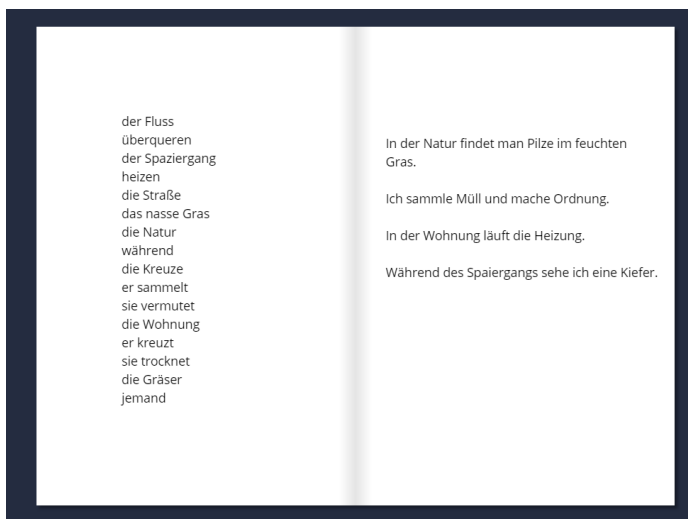 der Fluss
überqueren
der Spaziergang
heizen
die Straße
das nasse Gras
die Natur
während
die Kreuze
er sammelt
sie vermutet
die Wohnung
er kreuzt
sie trocknet
die Gräser
jemand
In der Natur findet man Pilze im feuchten
Gras.
Ich sammle Müll und mache Ordnung.
In der Wohnung läuft die Heizung.
Während des Spaiergangs sehe ich eine Kiefer.